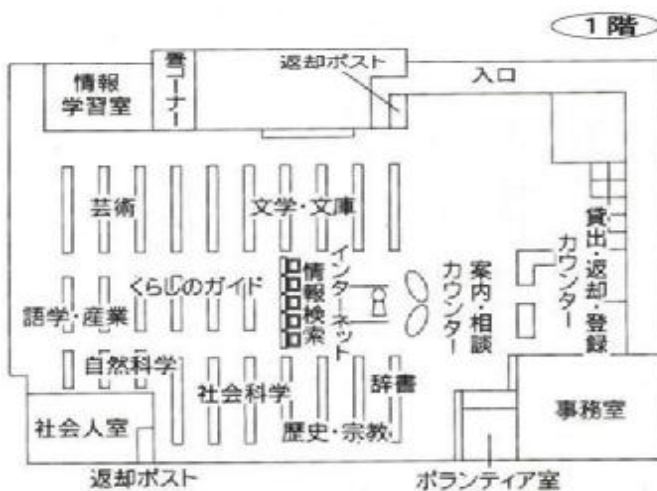 1階
情報
学習室
畳コーナー
返却ポスト
入口
芸術
文学・文庫
貸出・返却・登録
カウンター
案内・相談
カウンター
インターネット
情報検索
くらしのガイド
語学・産業
自然科学
社会科学
辞書
歴史・宗教
社会人室
事務室
返却ポスト
ボランティア室